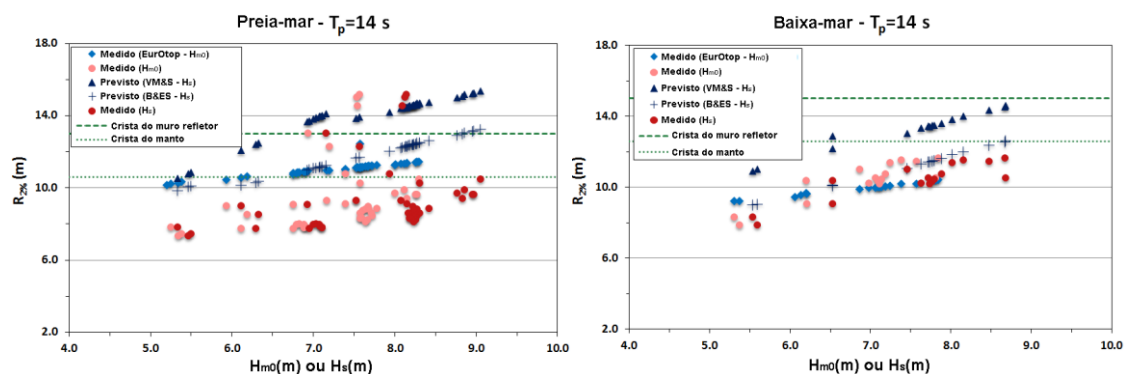 Preia-mar - Tp=14 s
R2% (m)
18.0
14.0
10.0
6.0
2.0
Medido (EurOtop - Hm0)
Medido (Hm0)
Previsto (VM&S - Hs)
Previsto (B&ES - Hs)
Medido (Hs)
Crista do muro refletor
Crista do manto
4.0 5.0 6.0 7.0 8.0 9.0 10.0
Hm0(m) ou Hs(m)
Baixa-mar - Tp=14 s
R2% (m)
18.0
14.0
10.0
6.0
2.0
Medido (EurOtop - Hm0)
Medido (Hm0)
Previsto (VM&S - Hs)
Previsto (B&ES - Hs)
Medido (Hs)
Crista do muro refletor
Crista do manto
4.0 5.0 6.0 7.0 8.0 9.0 10.0
Hm0(m) ou Hs(m)